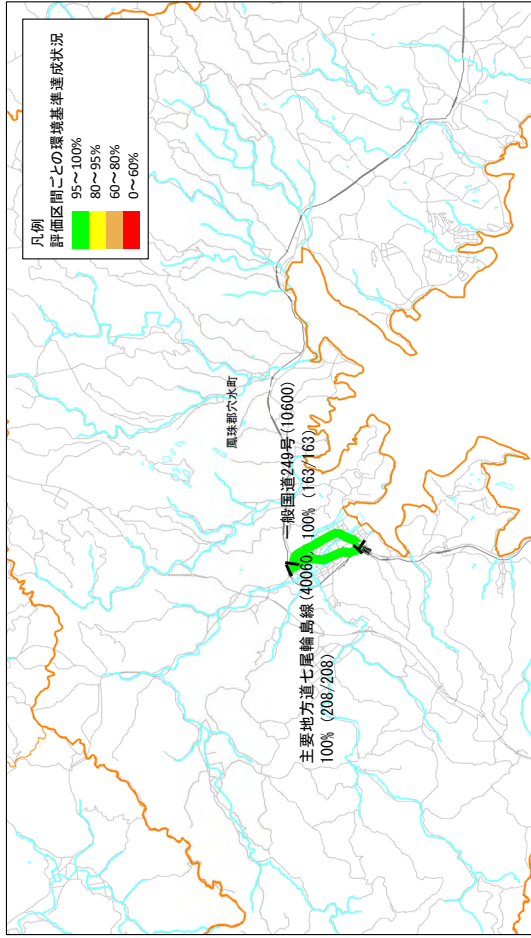 凡例
評価区間ごとの環境基準達成状況
95～100%
80～95%
60～80%
0～60%
鳳珠郡穴水町
一般国道249号(10600)
100% (163/163)
主要地方道七尾輪島線(40060)
100% (208/208)